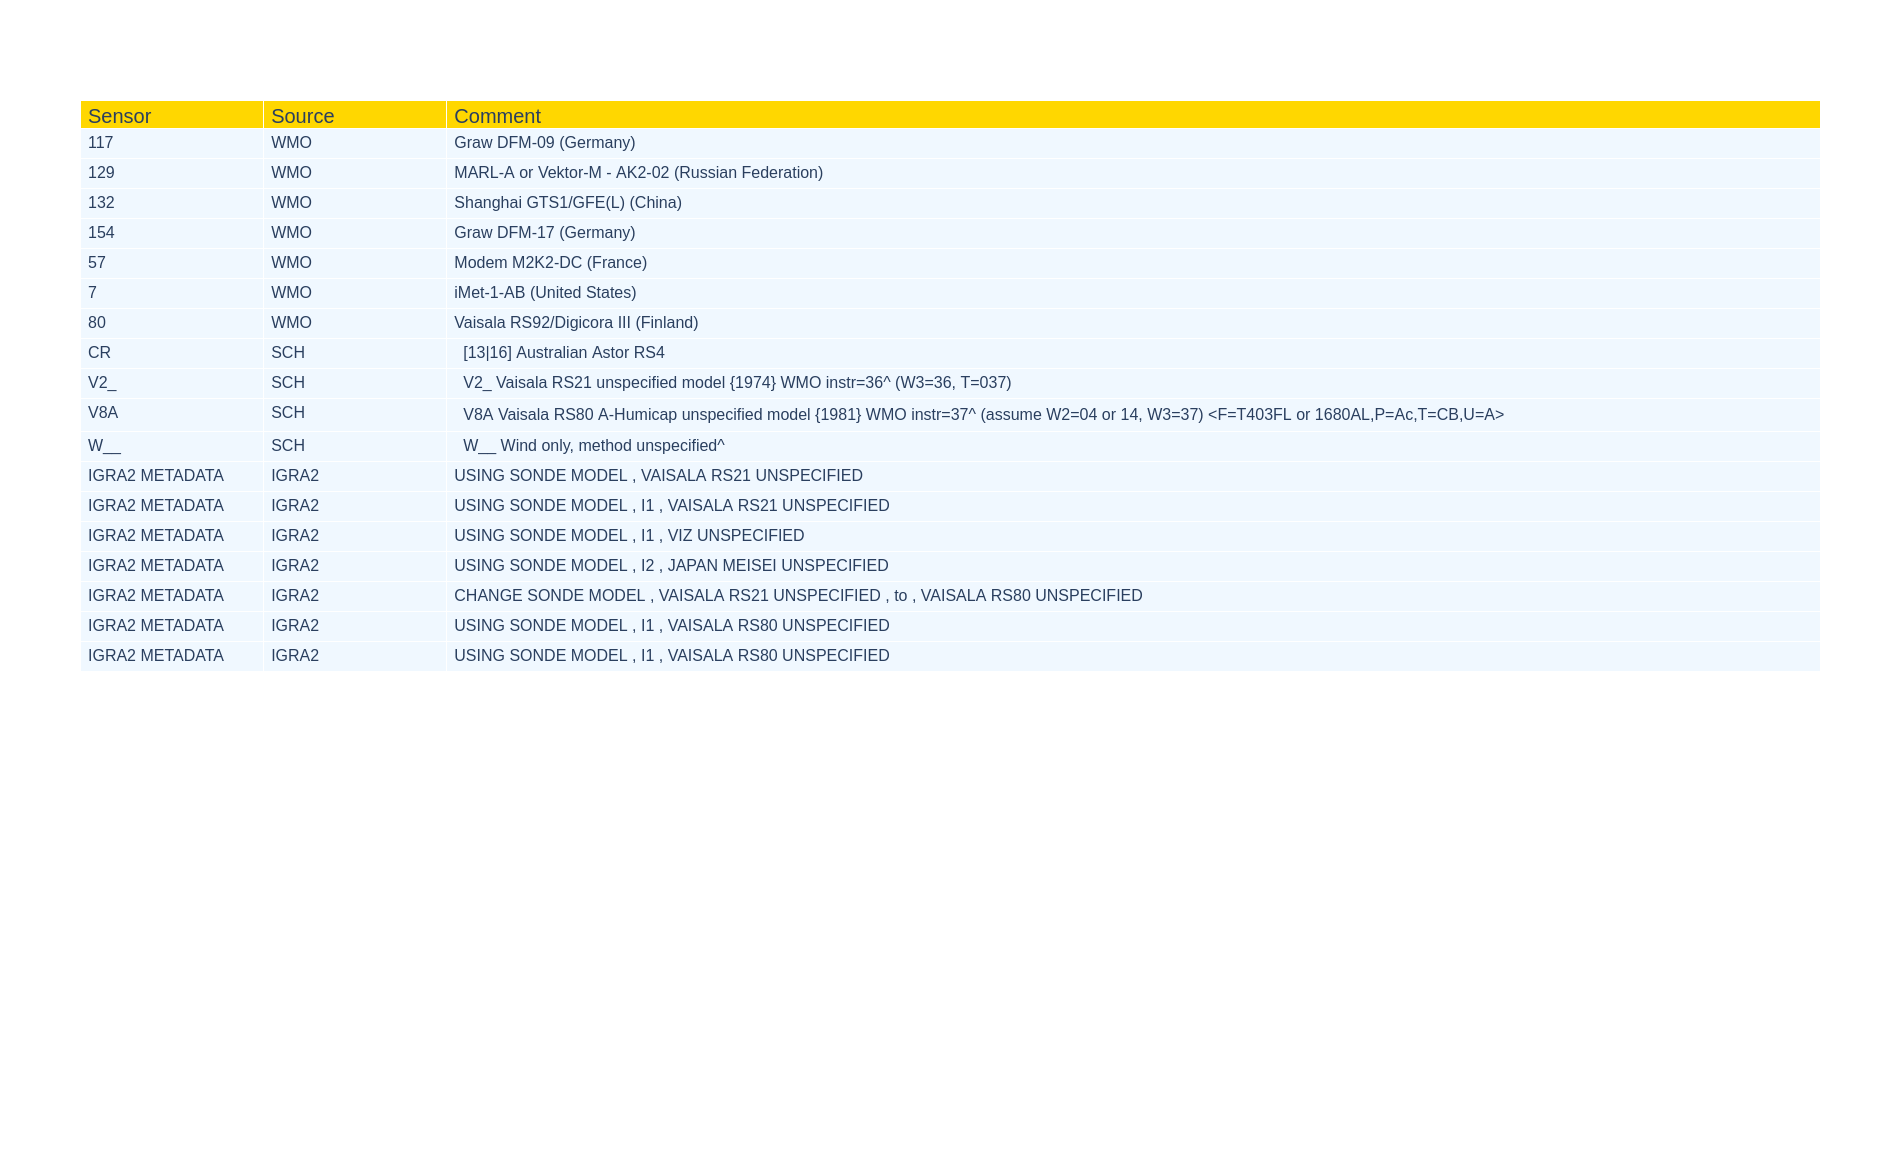 Sensor Source Comment
117 WMO Graw DFM-09 (Germany)
129 WMO MARL-A or Vektor-M - AK2-02 (Russian Federation)
132 WMO Shanghai GTS1/GFE(L) (China)
154 WMO Graw DFM-17 (Germany)
57 WMO Modem M2K2-DC (France)
7 WMO iMet-1-AB (United States)
80 WMO Vaisala RS92/Digicora III (Finland)
CR SCH [13|16] Australian Astor RS4
V2_ SCH V2_ Vaisala RS21 unspecified model {1974} WMO instr=36^ (W3=36, T=037)
V8A SCH V8A Vaisala RS80 A-Humicap unspecified model {1981} WMO instr=37^ (assume W2=04 or 14, W3=37) <F=T403FL or 1680AL,P=Ac,T=CB,U=A>
W__ SCH W__ Wind only, method unspecified^
IGRA2 METADATA IGRA2 USING SONDE MODEL , VAISALA RS21 UNSPECIFIED
IGRA2 METADATA IGRA2 USING SONDE MODEL , I1 , VAISALA RS21 UNSPECIFIED
IGRA2 METADATA IGRA2 USING SONDE MODEL , I1 , VIZ UNSPECIFIED
IGRA2 METADATA IGRA2 USING SONDE MODEL , I2 , JAPAN MEISEI UNSPECIFIED
IGRA2 METADATA IGRA2 CHANGE SONDE MODEL , VAISALA RS21 UNSPECIFIED , to , VAISALA RS80 UNSPECIFIED
IGRA2 METADATA IGRA2 USING SONDE MODEL , I1 , VAISALA RS80 UNSPECIFIED
IGRA2 METADATA IGRA2 USING SONDE MODEL , I1 , VAISALA RS80 UNSPECIFIED